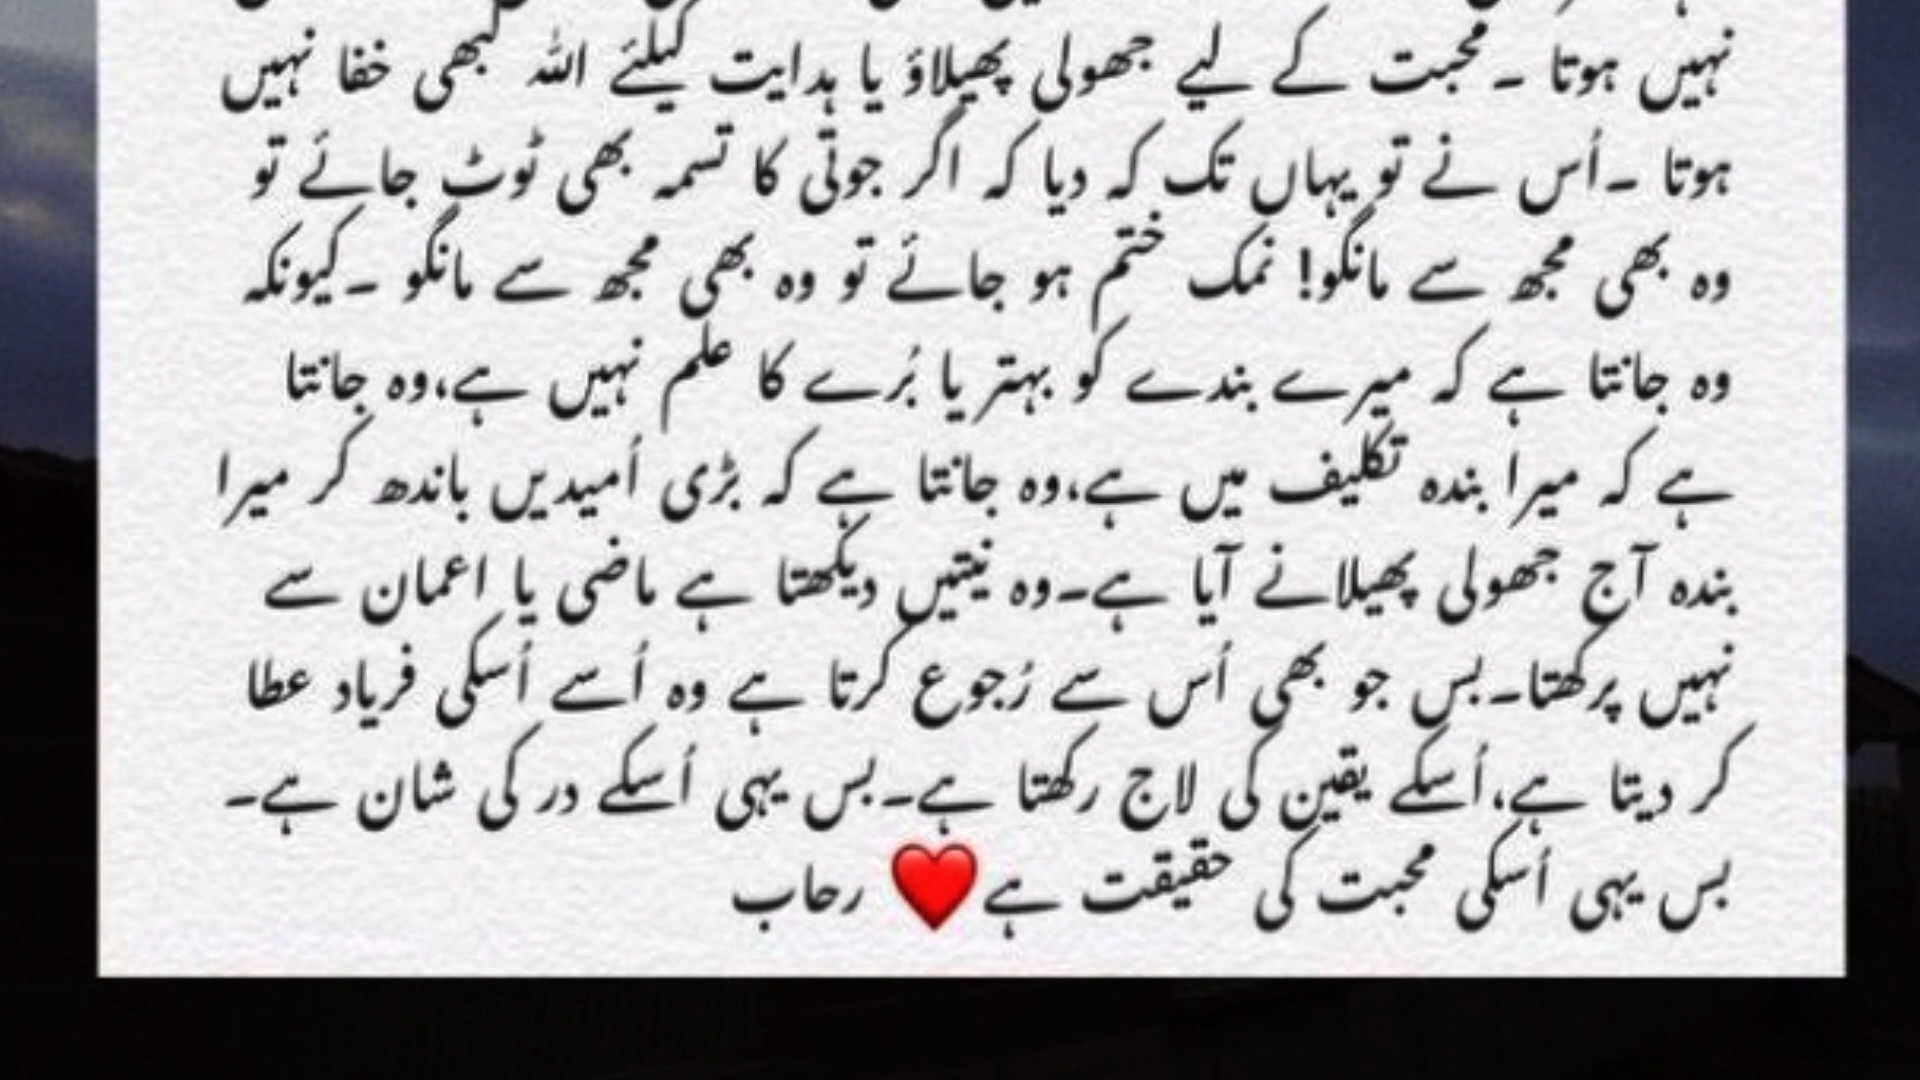 نہیں ہوتا ۔محبت کے لیے جھولی پھیلاؤ یا ہدایت کیلئے اللہ کبھی خفا نہیں
ہوتا ۔اُس نے تو یہاں تک کہ دیا کہ اگر جوتی کا تسمہ بھی ٹوٹ جائے تو
وہ بھی مجھ سے مانگو! نمک ختم ہو جائے تو وہ بھی مجھ سے مانگو ۔کیونکہ
وہ جانتا ہے کہ میرے بندے کو بہتر یا بُرے کا علم نہیں ہے،وہ جانتا
ہے کہ میرا بندہ تکلیف میں ہے،وہ جانتا ہے کہ بڑی اُمیدیں باندھ کر میرا
بندہ آج جھولی پھیلانے آیا ہے۔وہ نیتیں دیکھتا ہے ماضی یا اعمان سے
نہیں پرکھتا۔بس جو بھی اُس سے رُجوع کرتا ہے وہ اُسے اُسکی فریاد عطا
کر دیتا ہے،اُسکے یقین کی لاج رکھتا ہے۔بس یہی اُسکے در کی شان ہے۔
بس یہی اُسکی محبت کی حقیقت ہے❤️ رحاب